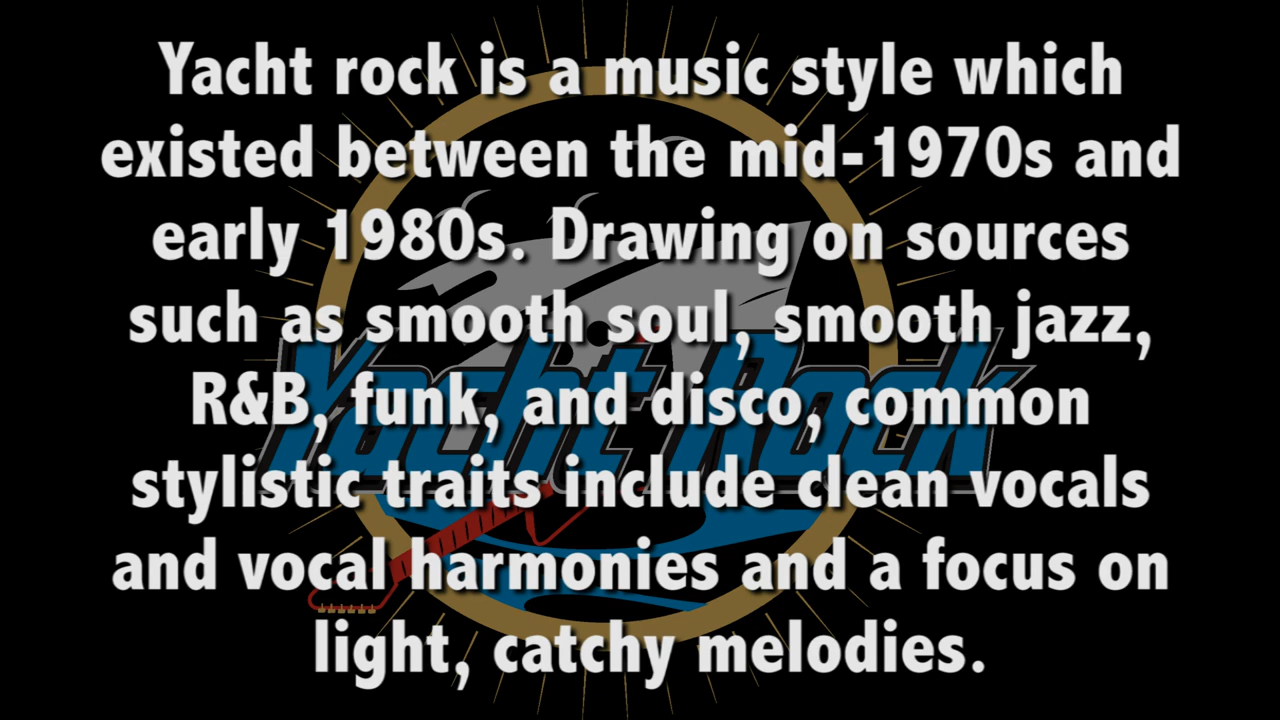 Yacht rock is a music style which
existed between the mid-1970s and
early 1980s. Drawing on sources
such as smooth soul, smooth jazz,
R&B, funk, and disco, common
stylistic traits include clean vocals
and vocal harmonies and a focus on
light, catchy melodies.
Yacht Rock